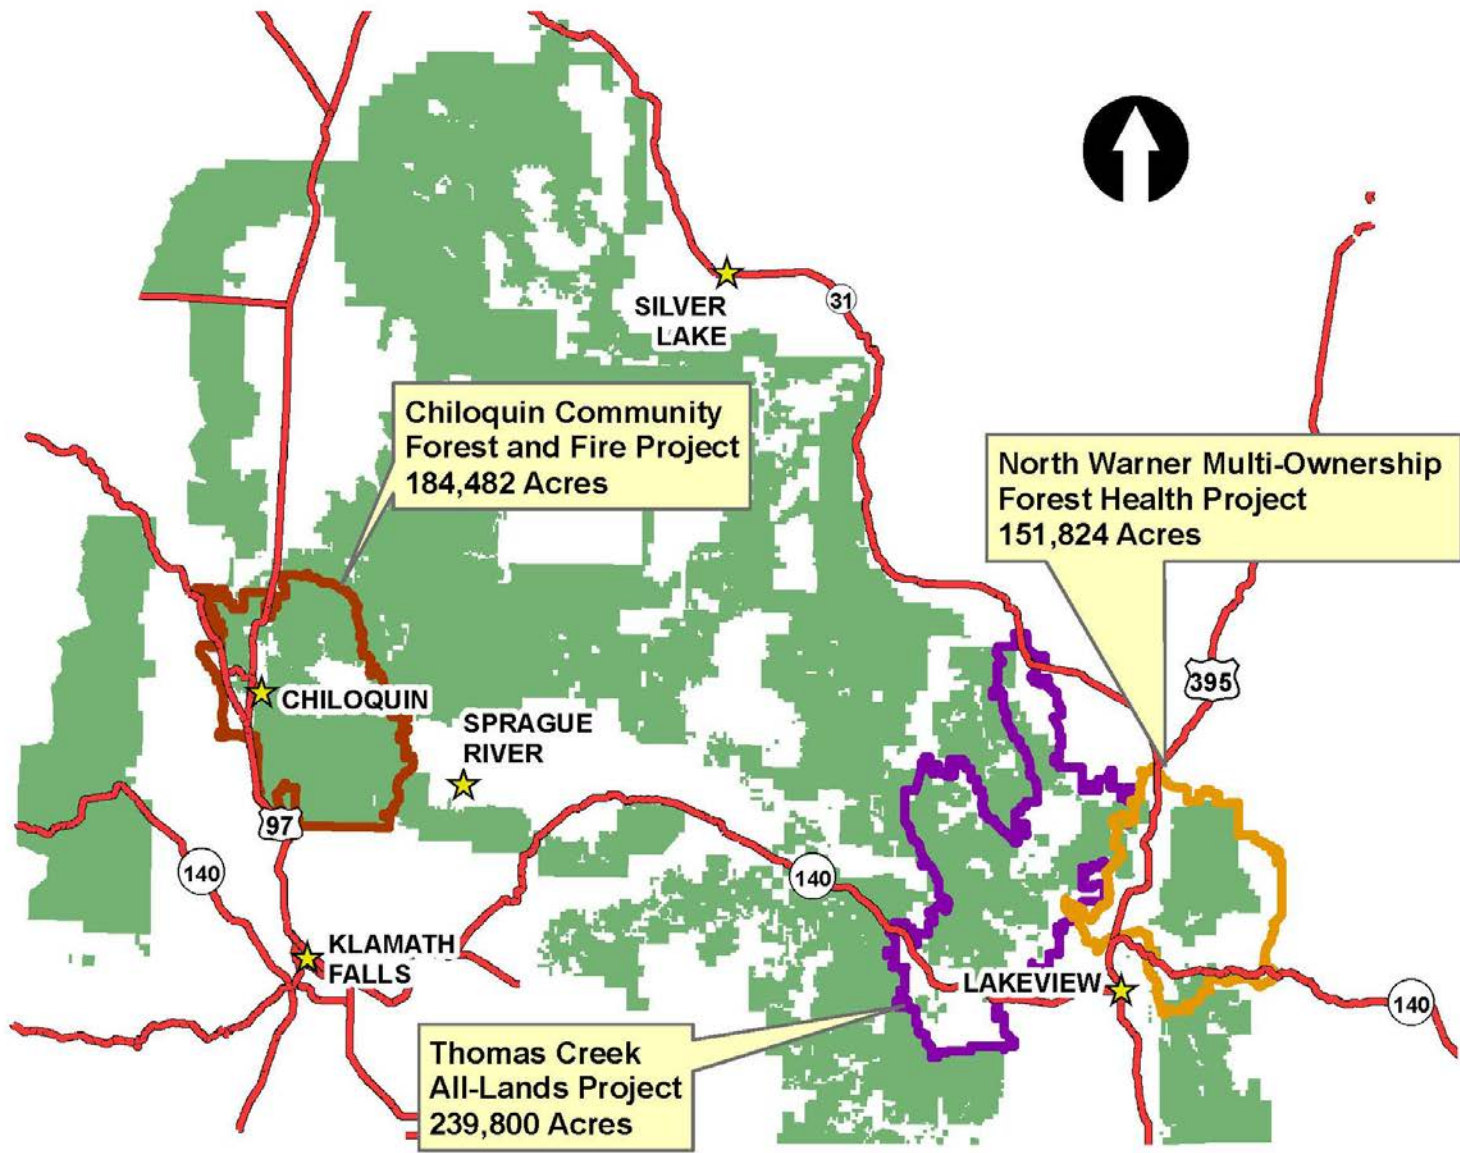 SILVER
LAKE
31
Chiloquin Community
Forest and Fire Project
184,482 Acres
North Warner Multi-Ownership
Forest Health Project
151,824 Acres
395
CHILOQUIN
SPRAGUE
RIVER
97
140
140
KLAMATH
FALLS
LAKEVIEW
140
Thomas Creek
All-Lands Project
239,800 Acres